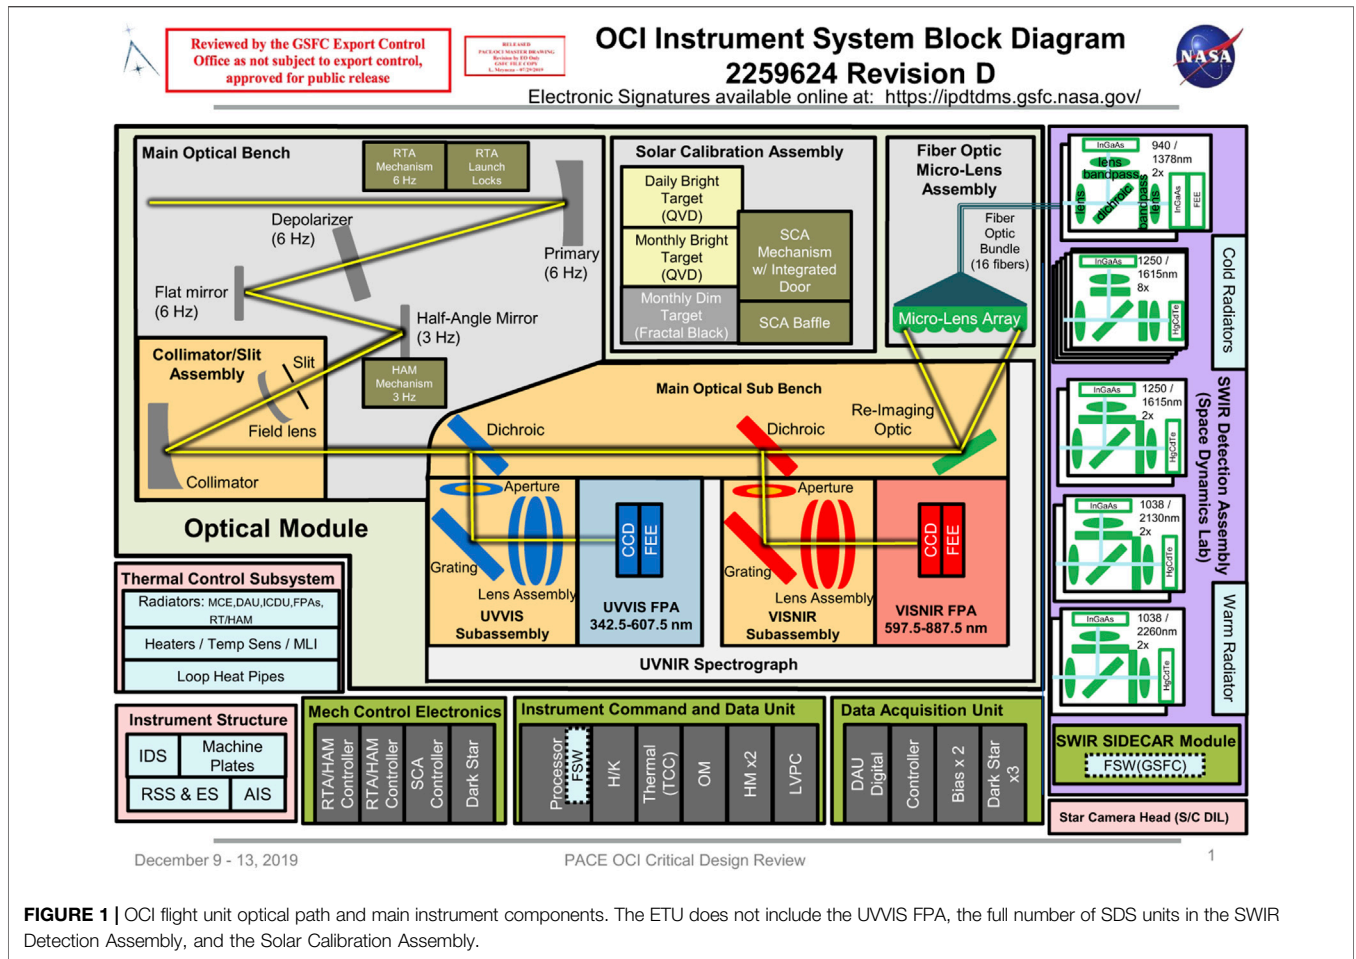 Reviewed by the GSFC Export Control
Office as not subject to export control,
approved for public release
RELEASED
PACE/OCI MASTER DRAWING
Revision by EO Only
GSFC FILE COPY
OCI Instrument System Block Diagram
2259624 Revision D
Electronic Signatures available online at: https://ipdtdms.gsfc.nasa.gov/
NASA
Main Optical Bench
RTA
Mechanism
6 Hz
RTA
Launch
Locks
Depolarizer
(6 Hz)
Primary
(6 Hz)
Flat mirror
(6 Hz)
Half-Angle Mirror
(3 Hz)
HAM
Mechanism
3 Hz
Collimator/Slit
Assembly
Slit
Field lens
Collimator
Optical Module
Solar Calibration Assembly
Daily Bright
Target
(QVD)
Monthly Bright
Target
(QVD)
Monthly Dim
Target
(Fractal Black)
SCA
Mechanism
w/ Integrated
Door
SCA Baffle
Fiber Optic
Micro-Lens
Assembly
Fiber
Optic
Bundle
(16 fibers)
Micro-Lens Array
Main Optical Sub Bench
Dichroic
Dichroic
Re-Imaging
Optic
Aperture
Grating
Lens Assembly
UVVIS
Subassembly
CCD
FEE
UVVIS FPA
342.5-607.5 nm
Aperture
Grating
Lens Assembly
VISNIR
Subassembly
CCD
FEE
VISNIR FPA
597.5-887.5 nm
UVNIR Spectrograph
InGaAs
940 /
1378nm
2x
lens
bandpass
lens
dichroic
bandpass
lens
InGaAs
FEE
InGaAs
1250 /
1615nm
8x
HgCdTe
InGaAs
1250 /
1615nm
2x
HgCdTe
InGaAs
1038 /
2130nm
2x
HgCdTe
InGaAs
1038 /
2260nm
2x
HgCdTe
Cold Radiators
SWIR Detection Assembly
(Space Dynamics Lab)
Warm Radiator
SWIR SIDECAR Module
FSW(GSFC)
Star Camera Head (S/C DIL)
Thermal Control Subsystem
Radiators: MCE,DAU,ICDU,FPAs,
RT/HAM
Heaters / Temp Sens / MLI
Loop Heat Pipes
Instrument Structure
IDS
Machine
Plates
RSS & ES
AIS
Mech Control Electronics
RTA/HAM
Controller
RTA/HAM
Controller
SCA
Controller
Dark Star
Instrument Command and Data Unit
Processor
FSW
H/K
Thermal
(TCC)
OM
HM x2
LVPC
Data Acquisition Unit
DAU
Digital
Controller
Bias x 2
Dark Star
x3
December 9 - 13, 2019
PACE OCI Critical Design Review
1
FIGURE 1 | OCI flight unit optical path and main instrument components. The ETU does not include the UVVIS FPA, the full number of SDS units in the SWIR
Detection Assembly, and the Solar Calibration Assembly.